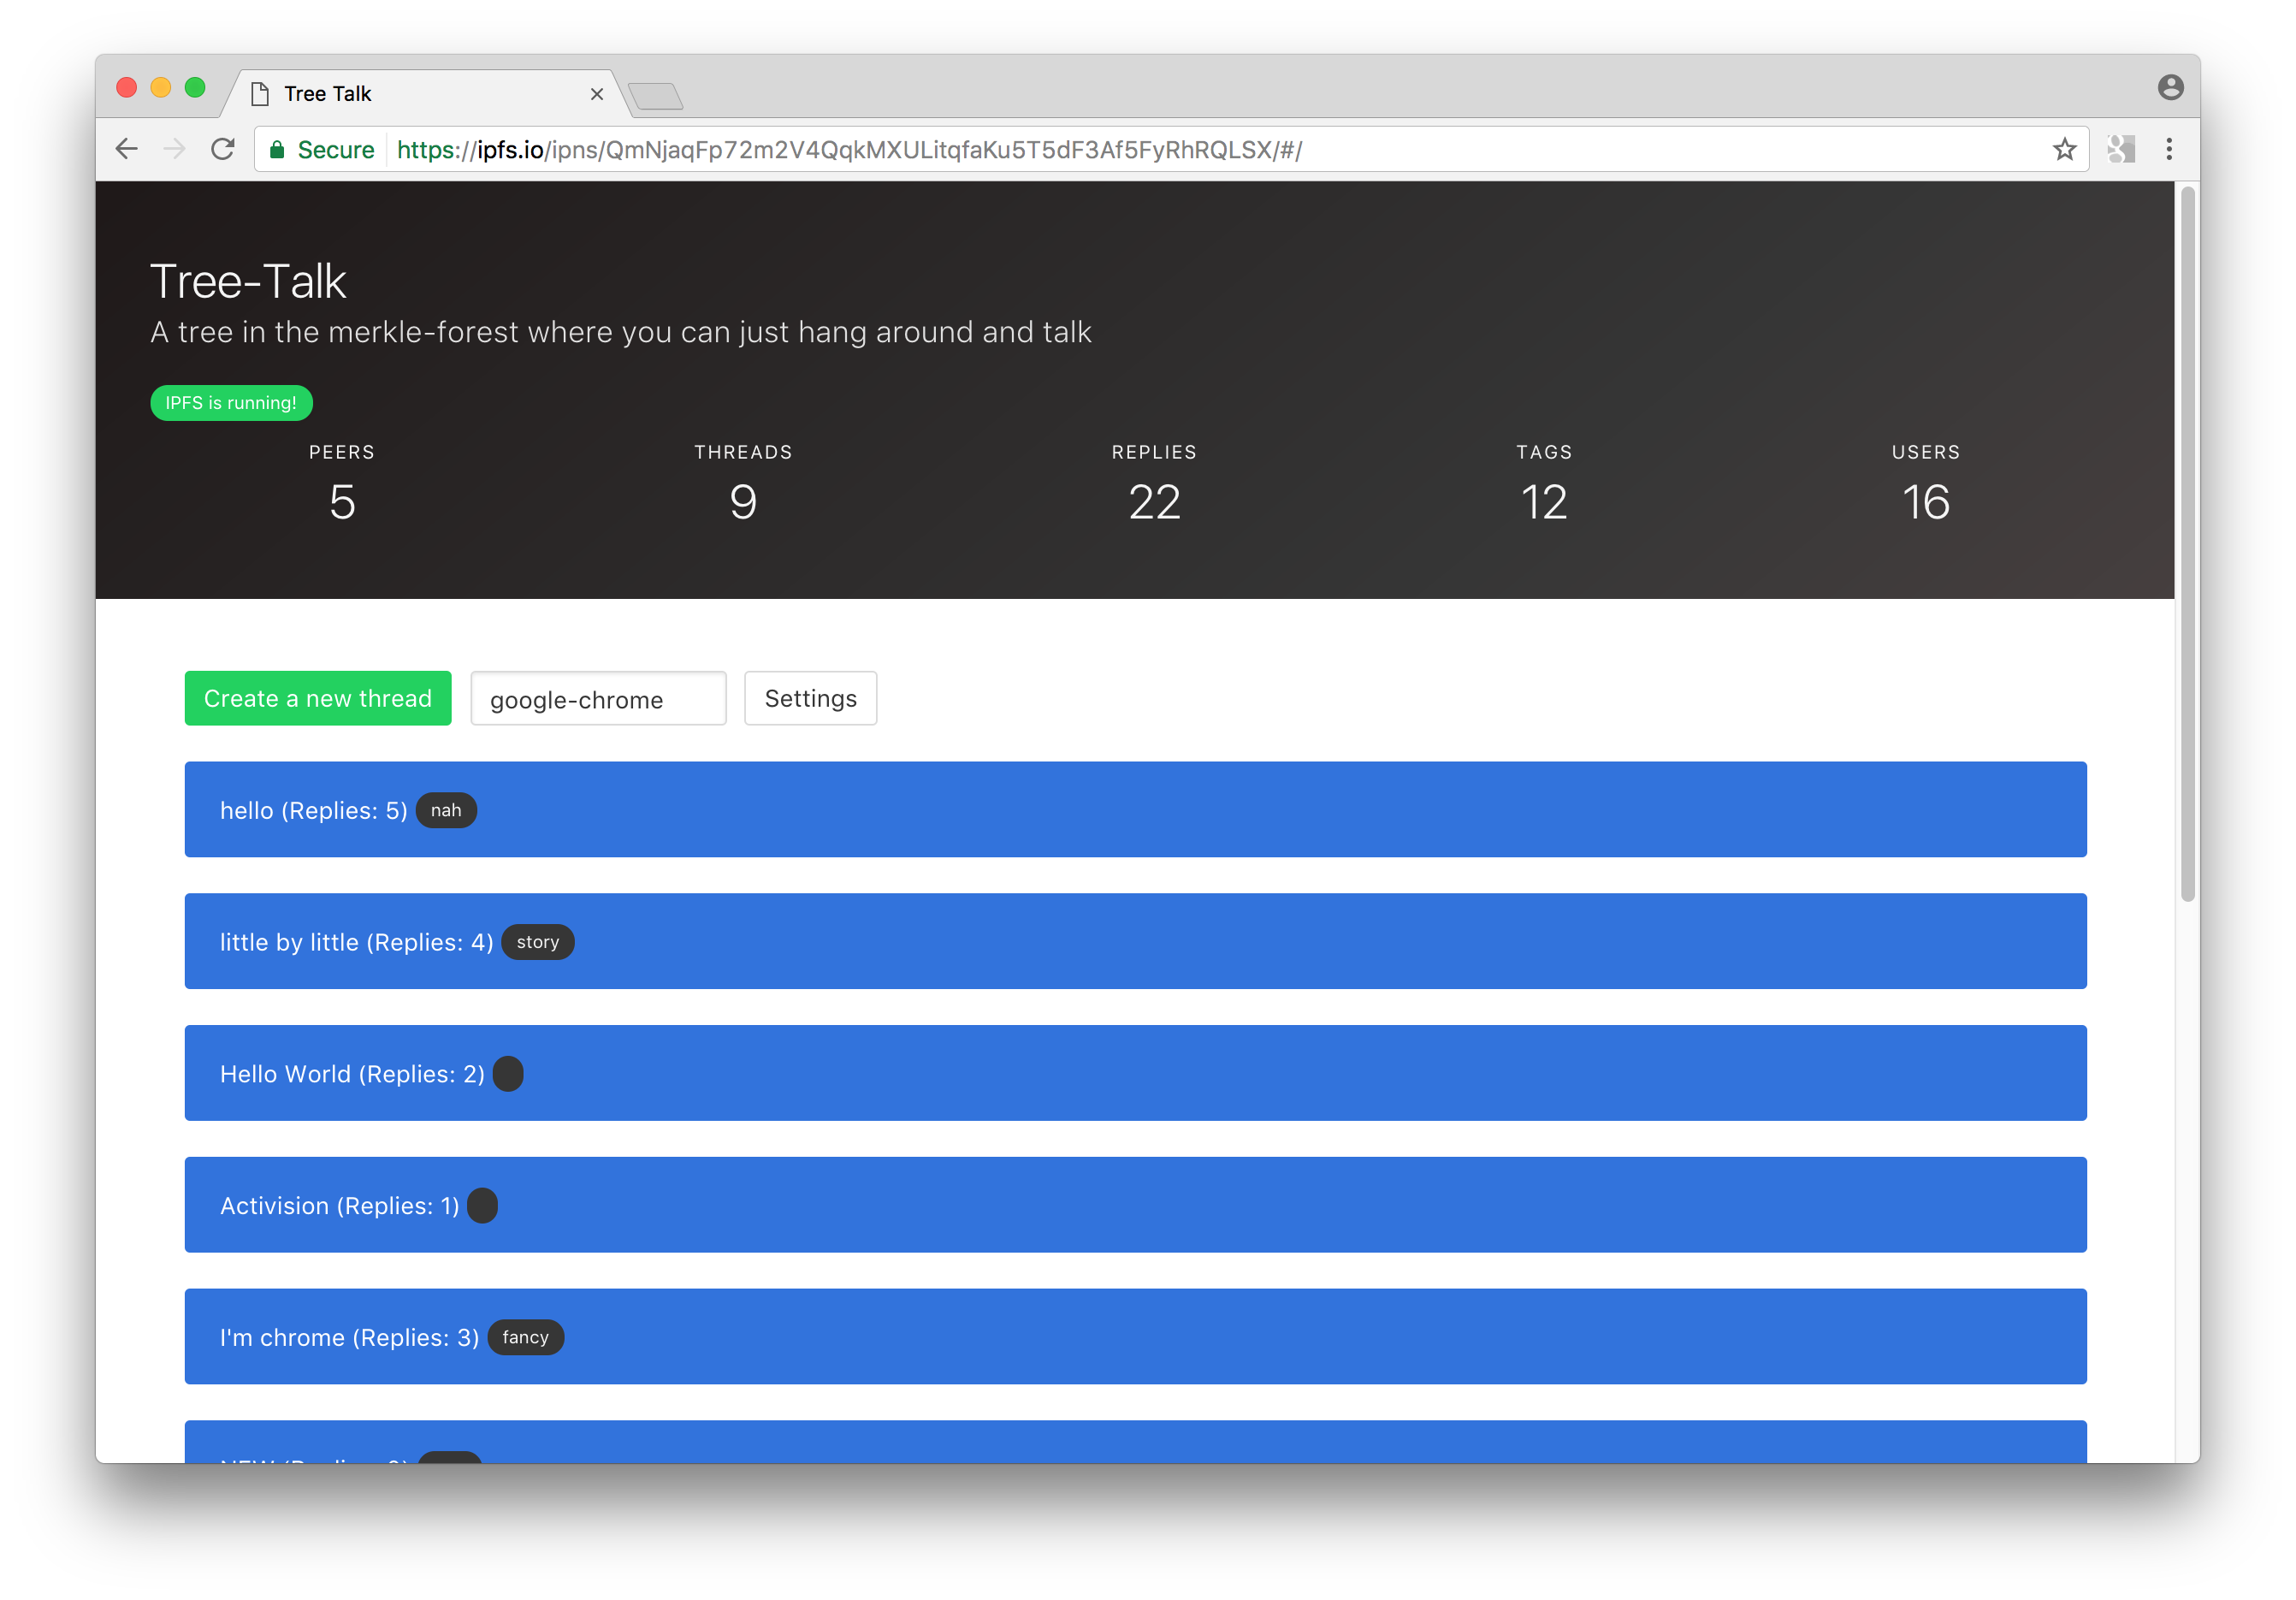 Tree Talk
Secure https://ipfs.io/ipns/QmNjaqFp72m2V4QqkMXULitqfaKu5T5dF3Af5FyRhRQLSX/#/
Tree-Talk
A tree in the merkle-forest where you can just hang around and talk
IPFS is running!
PEERS THREADS REPLIES TAGS USERS
5 9 22 12 16
Create a new thread google-chrome Settings
hello (Replies: 5) nah
little by little (Replies: 4) story
Hello World (Replies: 2)
Activision (Replies: 1)
I'm chrome (Replies: 3) fancy